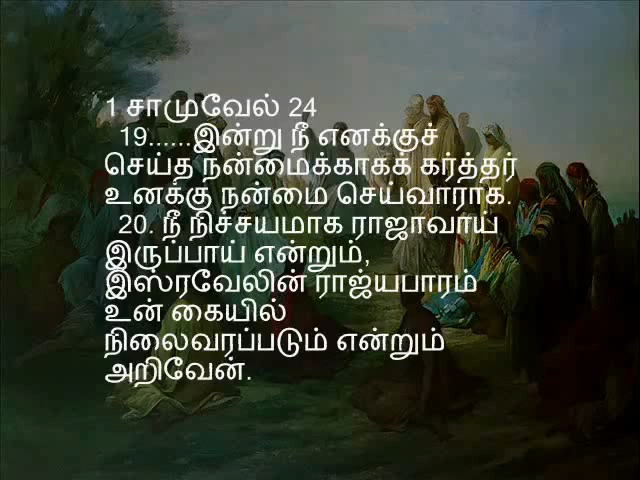 1 சாமுவேல் 24
19......இன்று நீ எனக்குச்
செய்த நன்மைக்காகக் கர்த்தர்
உனக்கு நன்மை செய்வாராக.
20. நீ நிச்சயமாக ராஜாவாய்
இருப்பாய் என்றும்,
இஸ்ரவேலின் ராஜ்யபாரம்
உன் கையில்
நிலைவரப்படும் என்றும்
அறிவேன்.